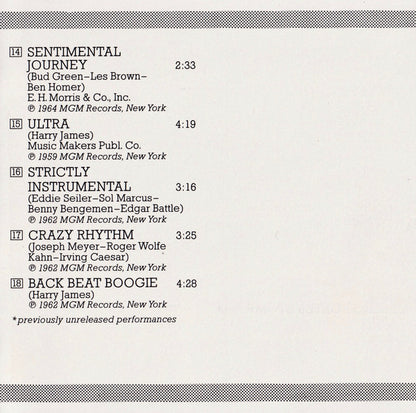 14 SENTIMENTAL
JOURNEY 2:33
(Bud Green–Les Brown–
Ben Homer)
E.H. Morris & Co., Inc.
℗ 1964 MGM Records, New York
15 ULTRA 4:19
(Harry James)
Music Makers Publ. Co.
℗ 1959 MGM Records, New York
16 STRICTLY
INSTRUMENTAL 3:16
(Eddie Seiler–Sol Marcus–
Benny Bengemen–Edgar Battle)
℗ 1962 MGM Records, New York
17 CRAZY RHYTHM 3:25
(Joseph Meyer–Roger Wolfe
Kahn–Irving Caesar)
℗ 1962 MGM Records, New York
18 BACK BEAT BOOGIE 4:28
(Harry James)
℗ 1962 MGM Records, New York
*previously unreleased performances